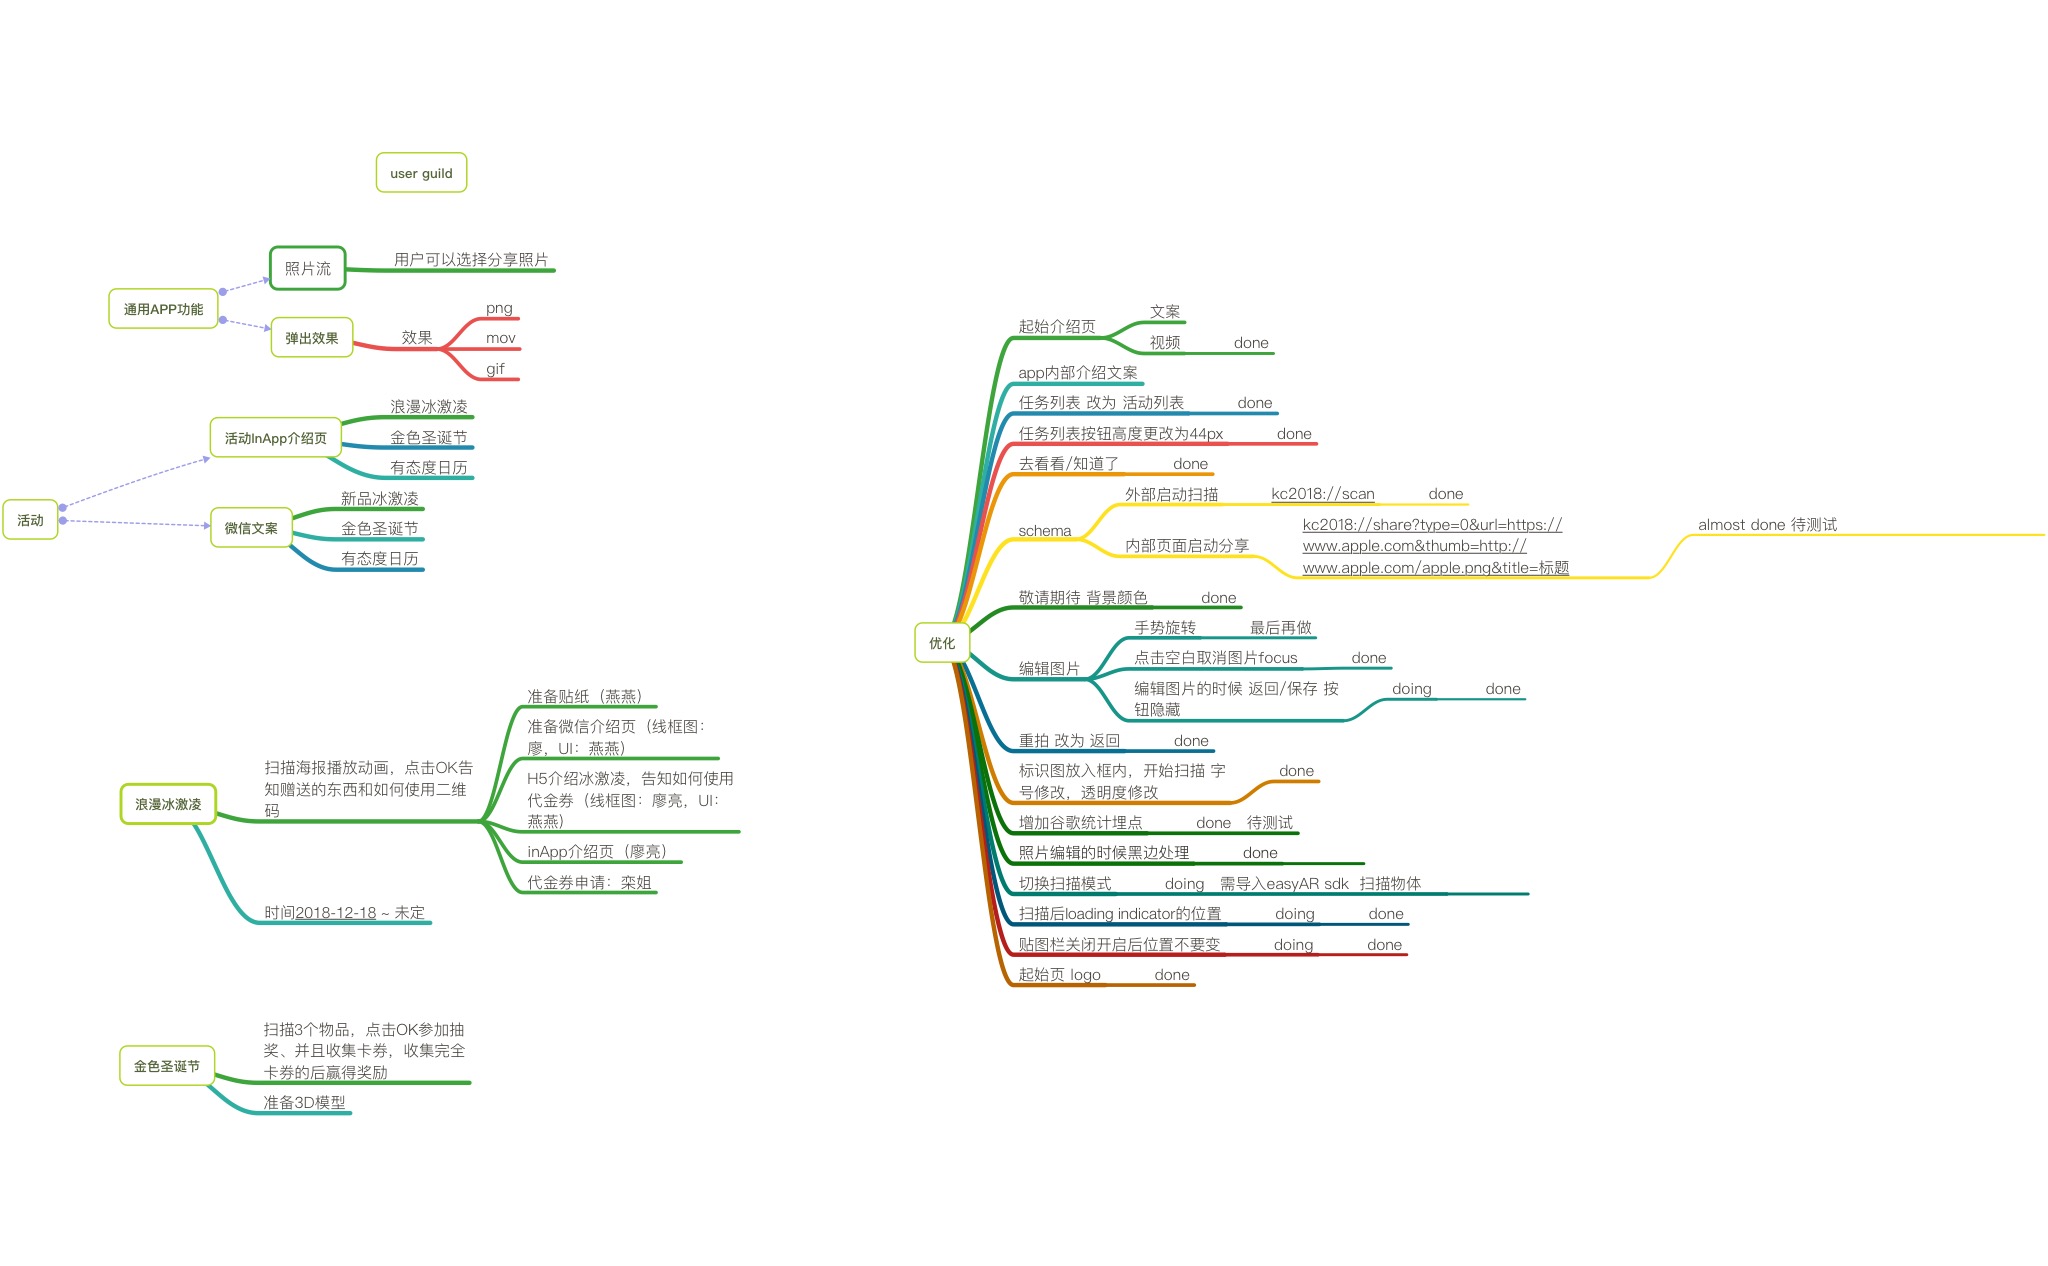 user guild
通用APP功能
照片流
用户可以选择分享照片
弹出效果
效果
png
mov
gif
活动
活动InApp介绍页
浪漫冰激凌
金色圣诞节
有态度日历
微信文案
新品冰激凌
金色圣诞节
有态度日历
浪漫冰激凌
扫描海报播放动画，点击OK告
知赠送的东西和如何使用二维
码
准备贴纸（燕燕）
准备微信介绍页（线框图：
廖，UI：燕燕）
H5介绍冰激凌，告知如何使用
代金券（线框图：廖亮，UI：
燕燕）
inApp介绍页（廖亮）
代金券申请：栾姐
时间2018-12-18 ~ 未定
金色圣诞节
扫描3个物品，点击OK参加抽
奖、并且收集卡券，收集完全
卡券的后赢得奖励
准备3D模型
优化
起始介绍页
文案
视频
done
app内部介绍文案
任务列表 改为 活动列表
done
任务列表按钮高度更改为44px
done
去看看/知道了
done
schema
外部启动扫描
kc2018://scan
done
内部页面启动分享
kc2018://share?type=0&url=https://
www.apple.com&thumb=http://
www.apple.com/apple.png&title=标题
almost done 待测试
敬请期待 背景颜色
done
编辑图片
手势旋转
最后再做
点击空白取消图片focus
done
编辑图片的时候 返回/保存 按
钮隐藏
doing
done
重拍 改为 返回
done
标识图放入框内，开始扫描 字
号修改，透明度修改
done
增加谷歌统计埋点
done 待测试
照片编辑的时候黑边处理
done
切换扫描模式
doing 需导入easyAR sdk 扫描物体
扫描后loading indicator的位置
doing
done
贴图栏关闭开启后位置不要变
doing
done
起始页 logo
done